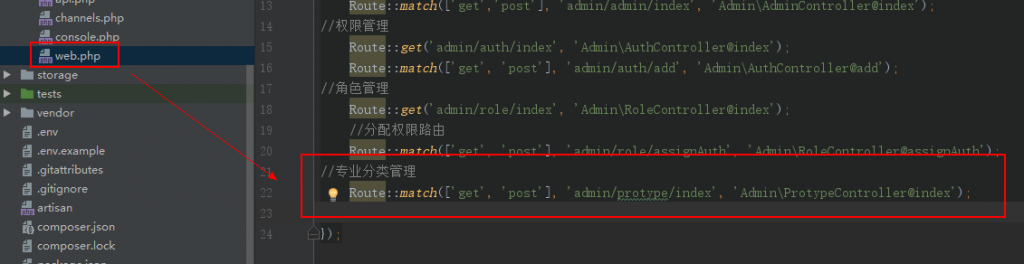 api.php
channels.php
console.php
web.php
storage
tests
vendor
.env
.env.example
.gitattributes
.gitignore
artisan
composer.json
composer.lock
package.json
13 Route::match(['get','post'], 'admin/admin/index', 'Admin\AdminController@index');
14 //权限管理
15 Route::get('admin/auth/index', 'Admin\AuthController@index');
16 Route::match(['get', 'post'], 'admin/auth/add', 'Admin\AuthController@add');
17 //角色管理
18 Route::get('admin/role/index', 'Admin\RoleController@index');
19 //分配权限路由
20 Route::match(['get', 'post'], 'admin/role/assignAuth', 'Admin\RoleController@assignAuth');
21 //专业分类管理
22 Route::match(['get', 'post'], 'admin/protype/index', 'Admin\ProtypeController@index');
23
24 });